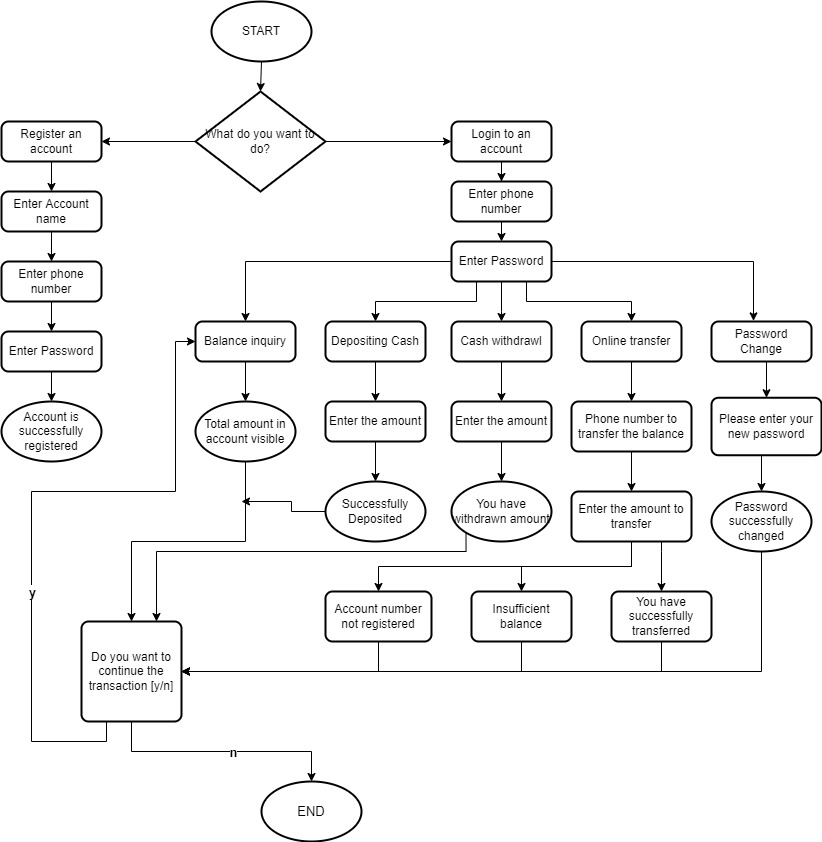 START
What do you want to
do?
Register an
account
Login to an
account
Enter Account
name
Enter phone
number
Enter phone
number
Enter Password
Enter Password
Balance inquiry
Depositing Cash
Cash withdrawl
Online transfer
Password
Change
Account is
successfully
registered
Total amount in
account visible
Enter the amount
Enter the amount
Phone number to
transfer the balance
Please enter your
new password
Successfully
Deposited
You have
withdrawn amount
Enter the amount to
transfer
Password
successfully
changed
y
Account number
not registered
Insufficient
balance
You have
successfully
transferred
Do you want to
continue the
transaction [y/n]
n
END